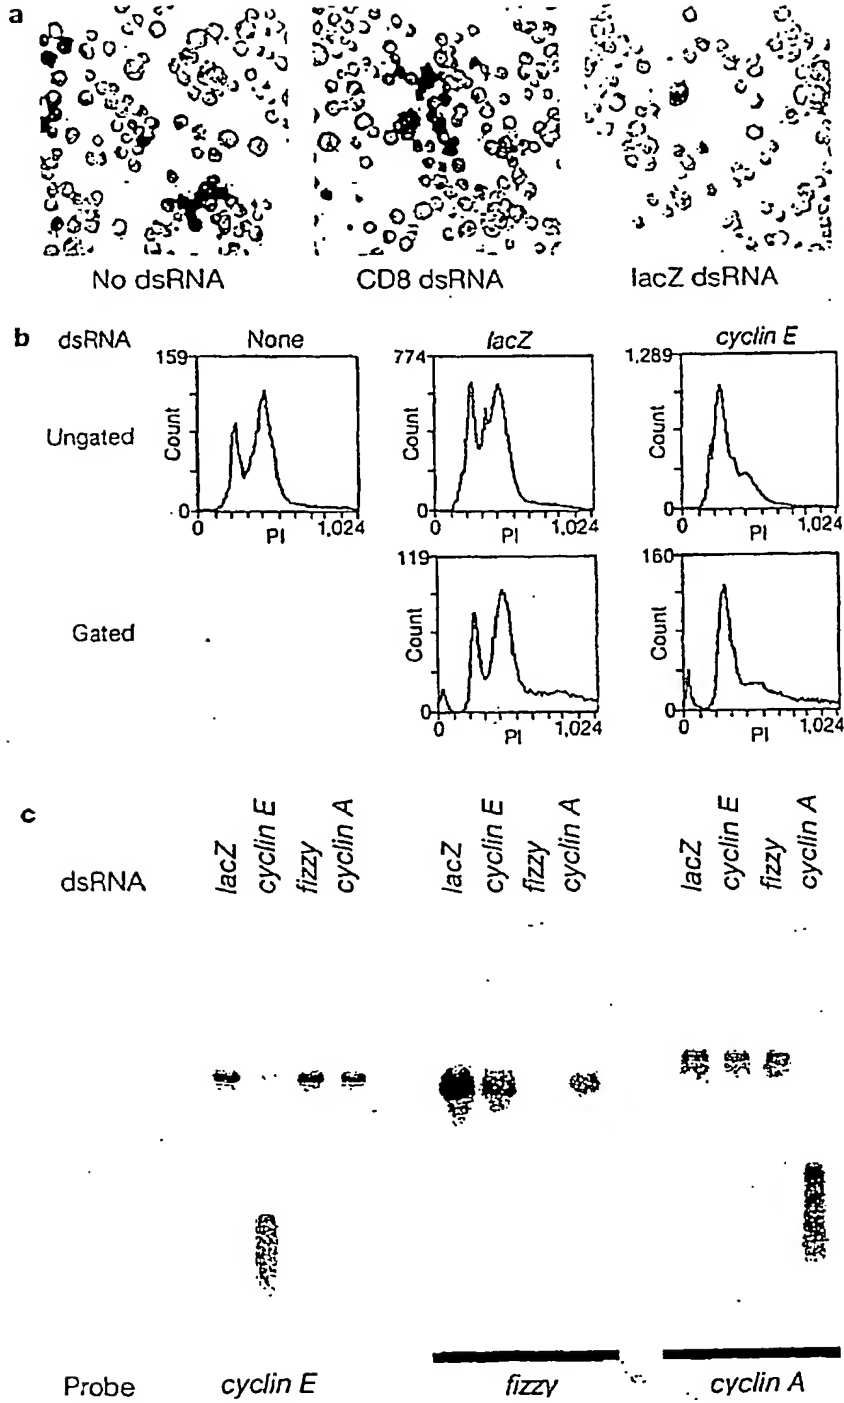 a
No dsRNA CD8 dsRNA lacZ dsRNA
b dsRNA None lacZ cyclin E
159 774 1,289
Ungated Count Count Count
0 0 0
0 1,024 0 1,024 0 1,024
PI PI PI
119 160
Gated Count Count
0 0
0 1,024 0 1,024
PI PI
c
dsRNA lacZ cyclin E fizzy cyclin A lacZ cyclin E fizzy cyclin A lacZ cyclin E fizzy cyclin A
Probe cyclin E fizzy cyclin A